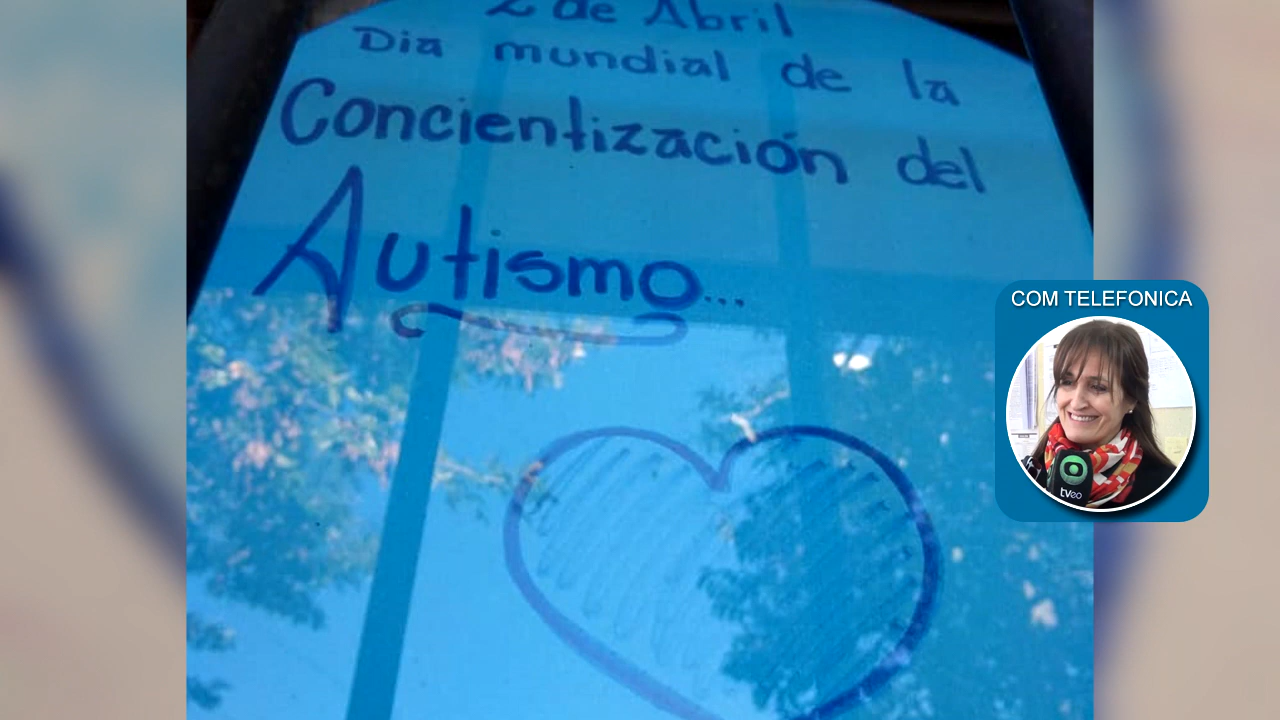 2 de Abril
Dia mundial de la
Concientización del
Autismo...
COM TELEFONICA
tveo